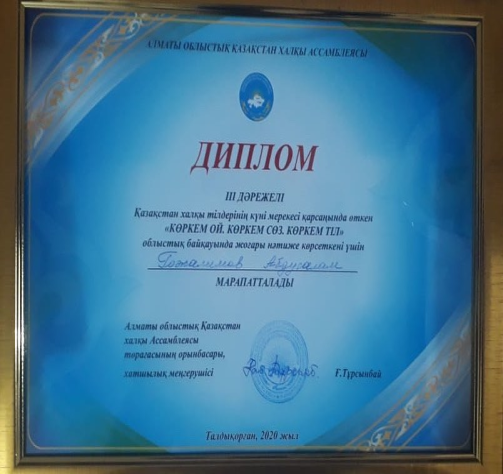 АЛМАТЫ ОБЛЫСТЫҚ ҚАЗАҚСТАН ХАЛҚЫ АССАМБЛЕЯСЫ
ДИПЛОМ
III ДӘРЕЖЕЛІ
Қазақстан халқы тілдерінің күні мерекесі қарсаңында өткен
«КӨРКЕМ ОЙ. КӨРКЕМ СӨЗ. КӨРКЕМ ТІЛ»
облыстық байқауында жоғары нәтиже көрсеткені үшін
МАРАПАТТАЛАДЫ
Алматы облыстық Қазақстан
халқы Ассамблеясы
төрағасының орынбасары,
хатшылық меңгерушісі
Ғ.Тұрсынбай
Талдықорған, 2020 жыл